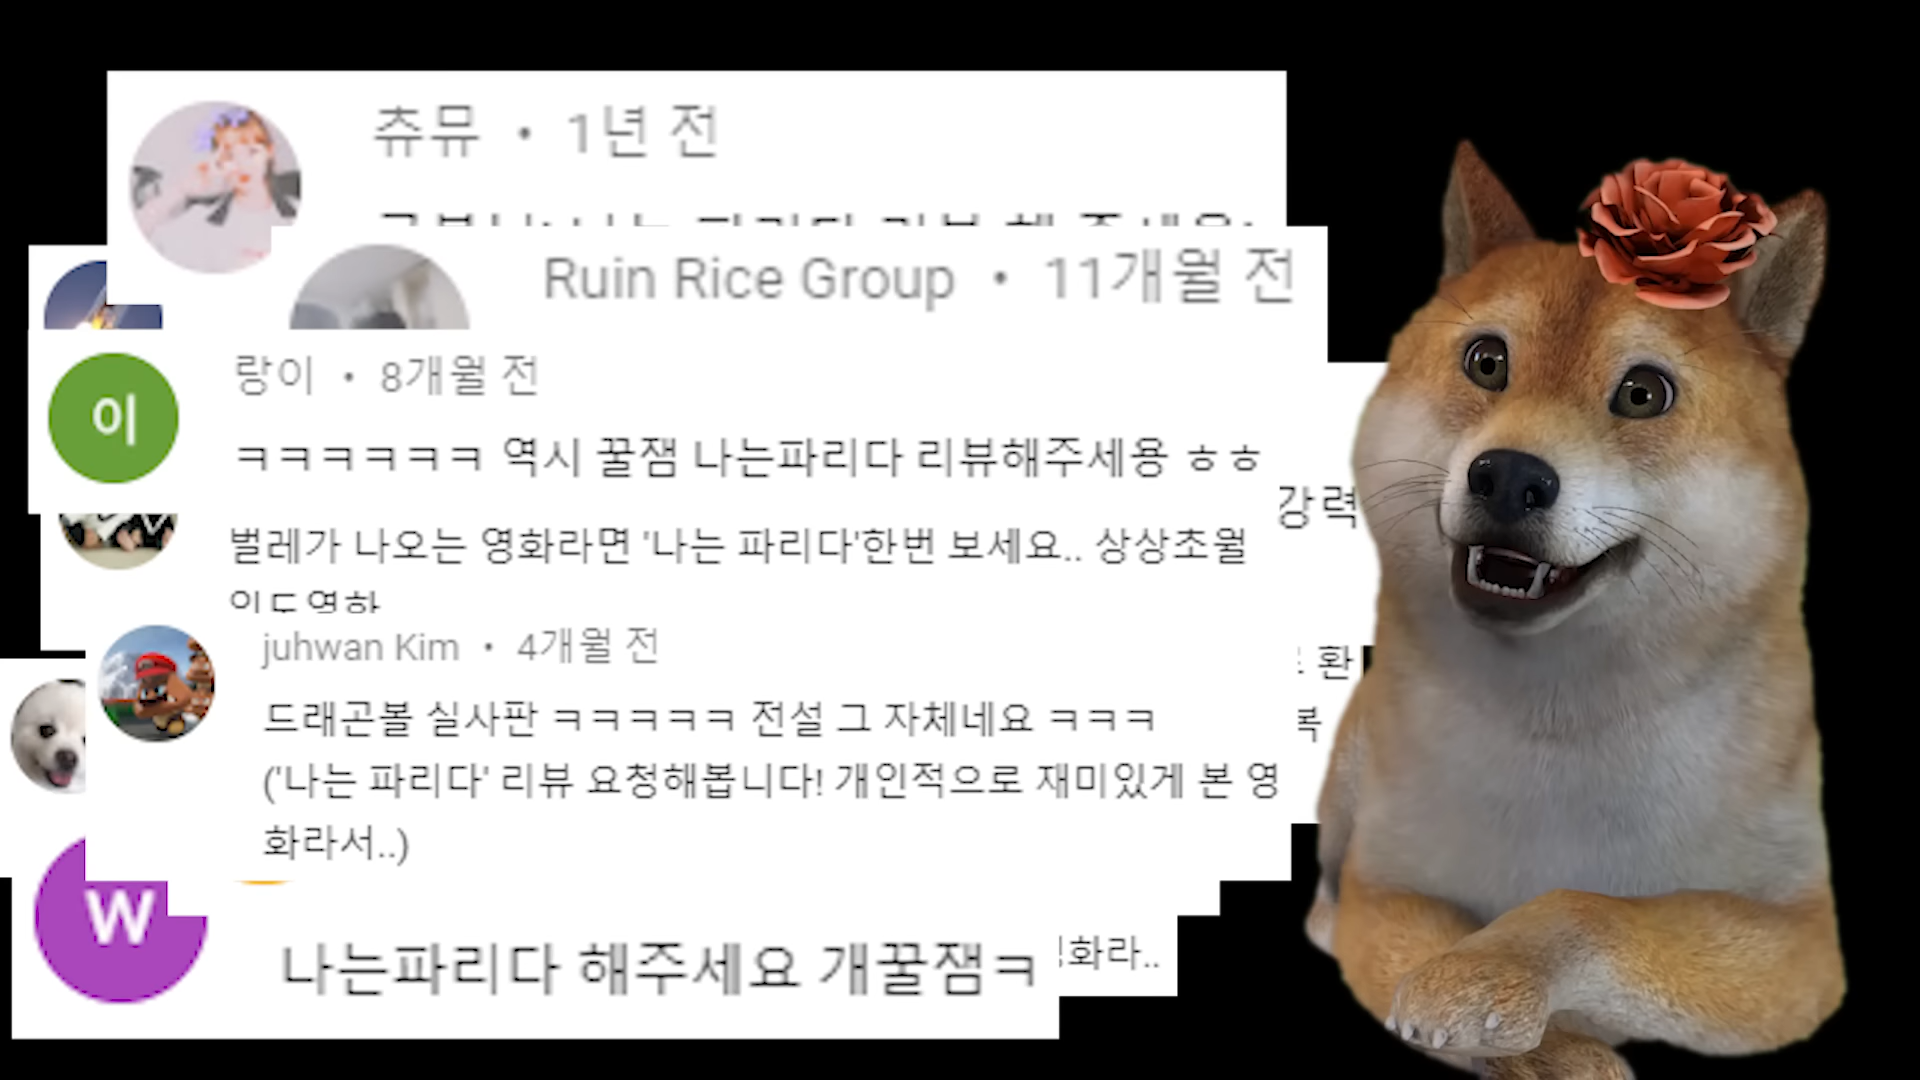 츄뮤 • 1년 전
Ruin Rice Group • 11개월 전
랑이 • 8개월 전
이
ㅋㅋㅋㅋㅋㅋ 역시 꿀잼 나는파리다 리뷰해주세용 ㅎㅎ
강력
벌레가 나오는 영화라면 '나는 파리다'한번 보세요.. 상상초월
juhwan Kim • 4개월 전
환
드래곤볼 실사판 ㅋㅋㅋㅋㅋ 전설 그 자체네요 ㅋㅋㅋ
복
('나는 파리다' 리뷰 요청해봅니다! 개인적으로 재미있게 본 영
화라서..)
W
나는파리다 해주세요 개꿀잼ㅋ
화라..